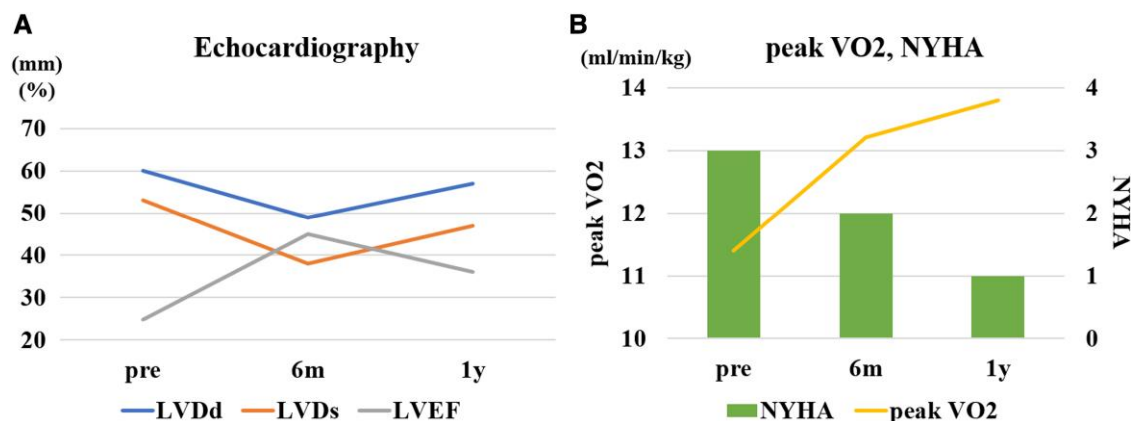 A
Echocardiography
(mm)
(%)
70
60
50
40
30
20
pre 6m 1y
LVDd LVDs LVEF
B
peak VO2, NYHA
(ml/min/kg)
14
13
12
11
10
peak VO2
4
3
2
1
0
NYHA
pre 6m 1y
NYHA peak VO2